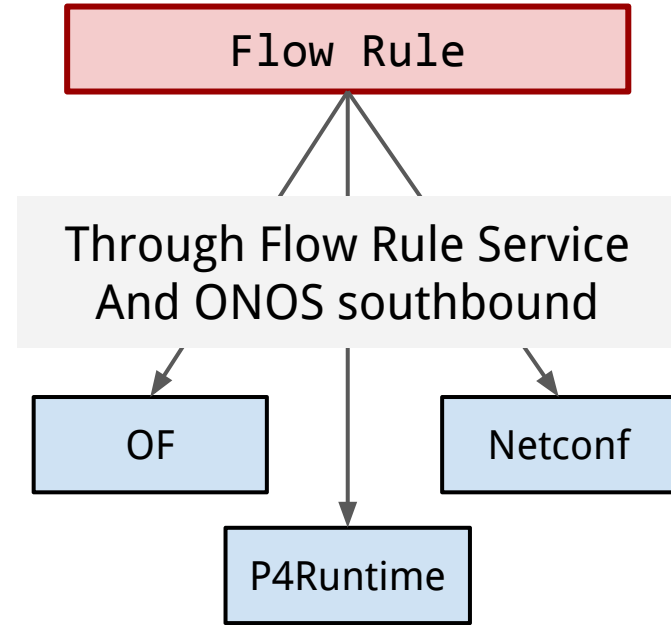 Flow Rule
Through Flow Rule Service
And ONOS southbound
OF
Netconf
P4Runtime